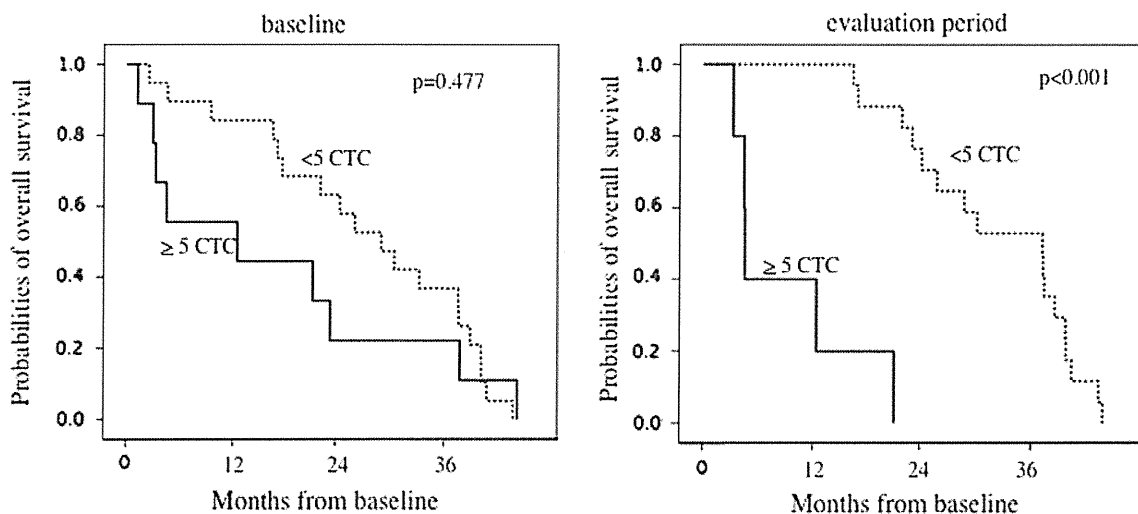 baseline
Probabilities of overall survival
1.0
0.8
0.6
0.4
0.2
0.0
p=0.477
<5 CTC
≥ 5 CTC
0 12 24 36
Months from baseline
evaluation period
Probabilities of overall survival
1.0
0.8
0.6
0.4
0.2
0.0
p<0.001
<5 CTC
≥ 5 CTC
0 12 24 36
Months from baseline